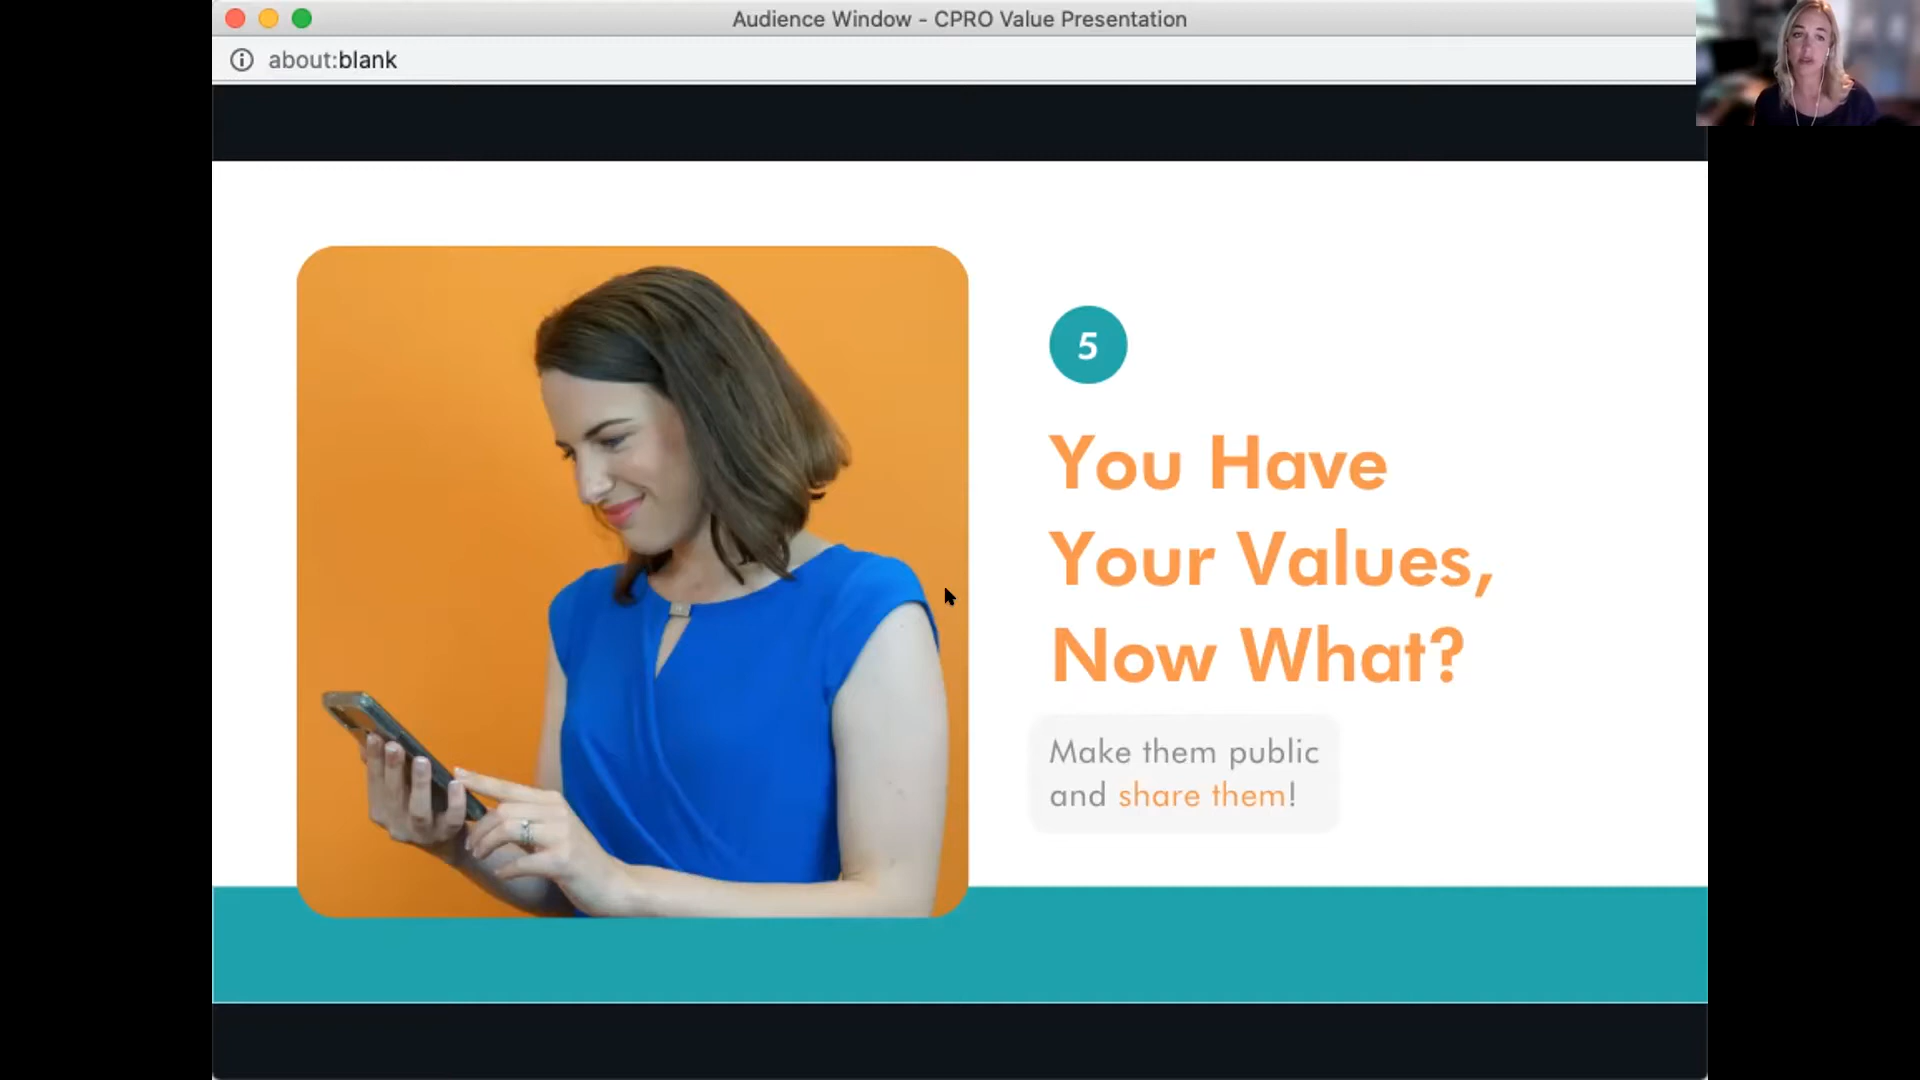 Audience Window - CPRO Value Presentation
about:blank
5
You Have
Your Values,
Now What?
Make them public
and share them!